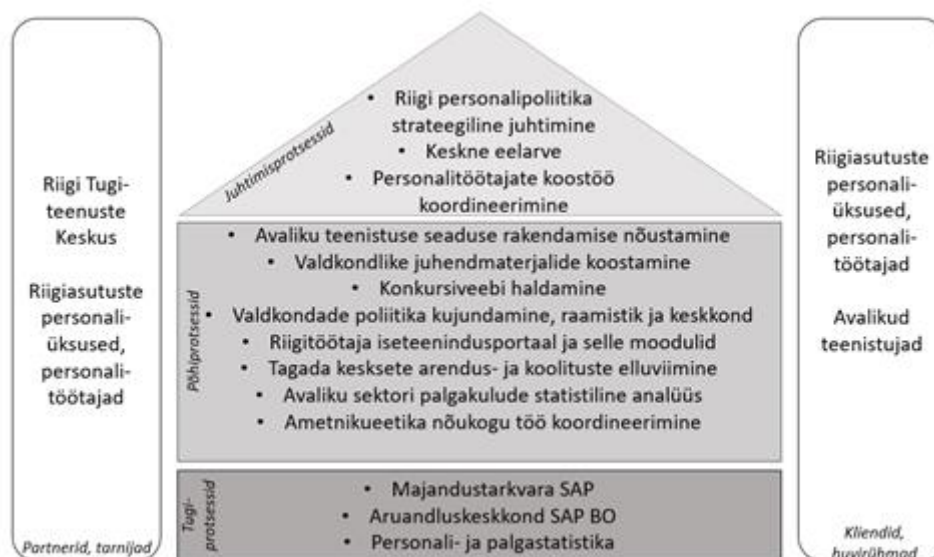 Riigi Tugi-
teenuste
Keskus
Riigiasutuste
personali-
üksused,
personali-
töötajad
Partnerid, tarnijad
Juhtimisprotsessid
• Riigi personalipoliitika
strateegiline juhtimine
• Keskne eelarve
• Personalitöötajate koostöö
koordineerimine
Põhiprotsessid
• Avaliku teenistuse seaduse rakendamise nõustamine
• Valdkondlike juhendmaterjalide koostamine
• Konkursiveebi haldamine
• Valdkondade poliitika kujundamine, raamistik ja keskkond
• Riigitöötaja iseteenindusportaal ja selle moodulid
• Tagada kesksete arendus- ja koolituste elluviimine
• Avaliku sektori palgakulude statistiline analüüs
• Ametnikueetika nõukogu töö koordineerimine
Tugi-
protsessid
• Majandustarkvara SAP
• Aruandluskeskkond SAP BO
• Personali- ja palgastatistika
Riigiasutuste
personali-
üksused,
personali-
töötajad
Avalikud
teenistujad
Kliendid,
huvirühmad